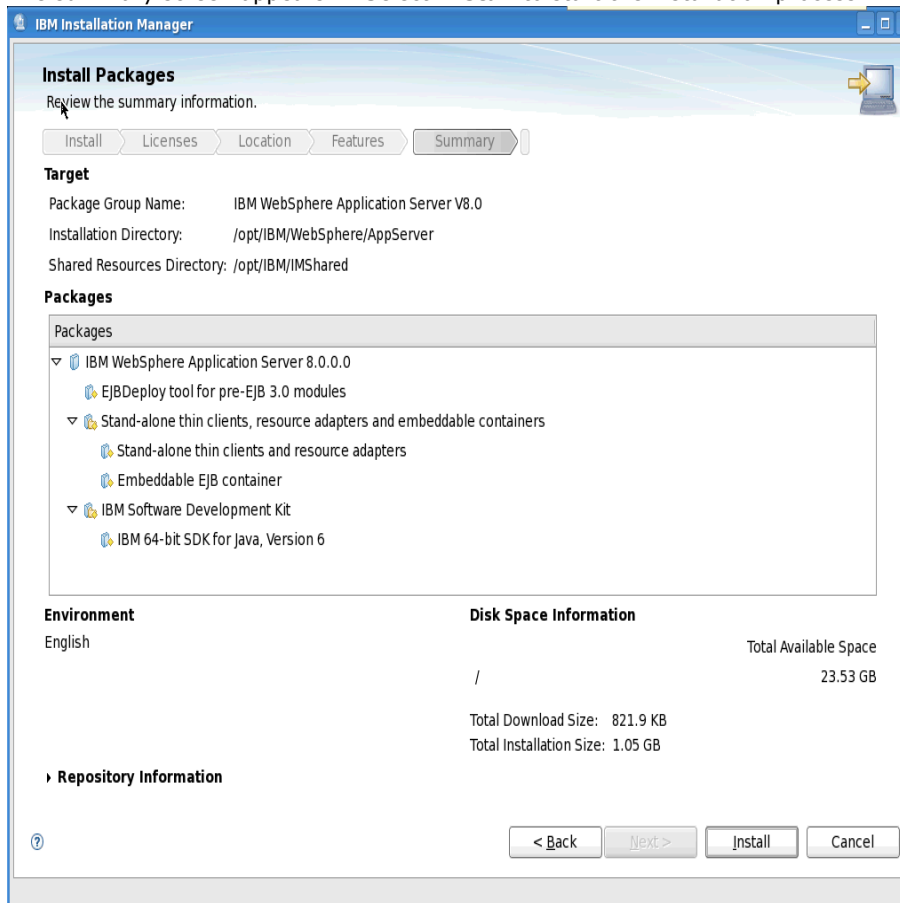 IBM Installation Manager
Install Packages
Review the summary information.
Install Licenses Location Features Summary
Target
Package Group Name: IBM WebSphere Application Server V8.0
Installation Directory: /opt/IBM/WebSphere/AppServer
Shared Resources Directory: /opt/IBM/IMShared
Packages
Packages
IBM WebSphere Application Server 8.0.0.0
EJBDeploy tool for pre-EJB 3.0 modules
Stand-alone thin clients, resource adapters and embeddable containers
Stand-alone thin clients and resource adapters
Embeddable EJB container
IBM Software Development Kit
IBM 64-bit SDK for Java, Version 6
Environment Disk Space Information
English
Total Available Space
/ 23.53 GB
Total Download Size: 821.9 KB
Total Installation Size: 1.05 GB
Repository Information
? < Back Next > Install Cancel